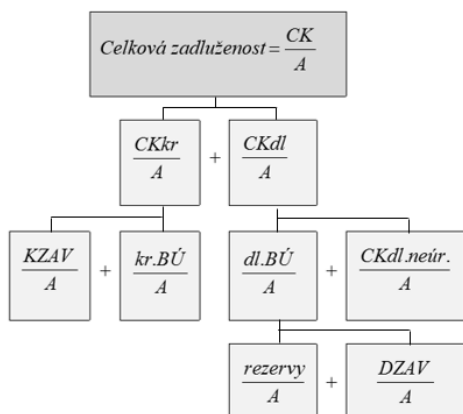 Celková zadluženost = CK / A
CKkr / A + CKdl / A
KZAV / A + kr.BÚ / A dl.BÚ / A + CKdl.neúr. / A
rezervy / A + DZAV / A